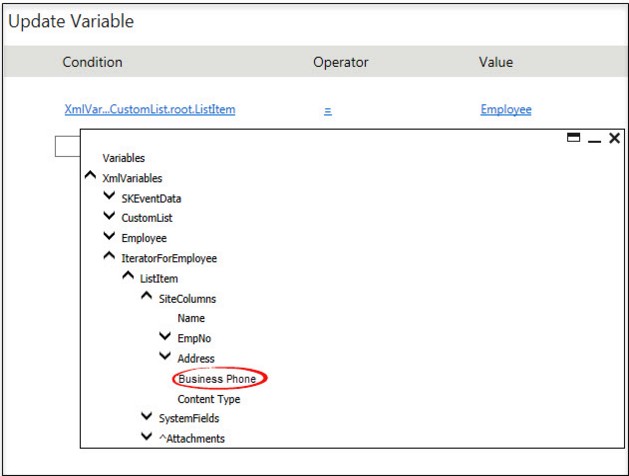 Update Variable
Condition Operator Value
XmlVar...CustomList.root.ListItem = Employee
Variables
XmlVariables
SKEventData
CustomList
Employee
IteratorForEmployee
ListItem
SiteColumns
Name
EmpNo
Address
Business Phone
Content Type
SystemFields
^Attachments